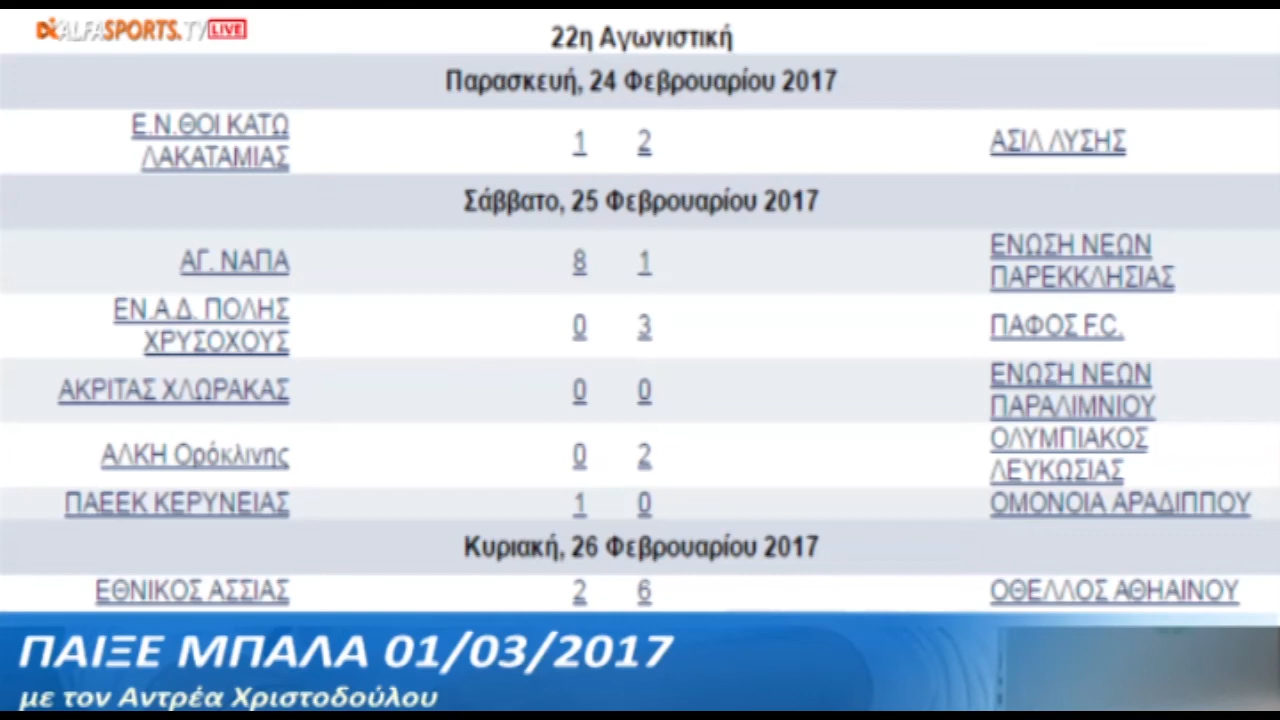 ALFASPORTS.TV LIVE
22η Αγωνιστική
Παρασκευή, 24 Φεβρουαρίου 2017
Ε.Ν.ΘΟΙ ΚΑΤΩ
ΛΑΚΑΤΑΜΙΑΣ
1 2
ΑΣΙΛ ΛΥΣΗΣ
Σάββατο, 25 Φεβρουαρίου 2017
ΑΓ. ΝΑΠΑ
8 1
ΕΝΩΣΗ ΝΕΩΝ
ΠΑΡΕΚΚΛΗΣΙΑΣ
ΕΝ.Α.Δ. ΠΟΛΗΣ
ΧΡΥΣΟΧΟΥΣ
0 3
ΠΑΦΟΣ F.C.
ΑΚΡΙΤΑΣ ΧΛΩΡΑΚΑΣ
0 0
ΕΝΩΣΗ ΝΕΩΝ
ΠΑΡΑΛΙΜΝΙΟΥ
ΑΛΚΗ Ορόκλινης
0 2
ΟΛΥΜΠΙΑΚΟΣ
ΛΕΥΚΩΣΙΑΣ
ΠΑΕΕΚ ΚΕΡΥΝΕΙΑΣ
1 0
ΟΜΟΝΟΙΑ ΑΡΑΔΙΠΠΟΥ
Κυριακή, 26 Φεβρουαρίου 2017
ΕΘΝΙΚΟΣ ΑΣΣΙΑΣ
2 6
ΟΘΕΛΛΟΣ ΑΘΗΑΙΝΟΥ
ΠΑΙΞΕ ΜΠΑΛΑ 01/03/2017
με τον Αντρέα Χριστοδούλου